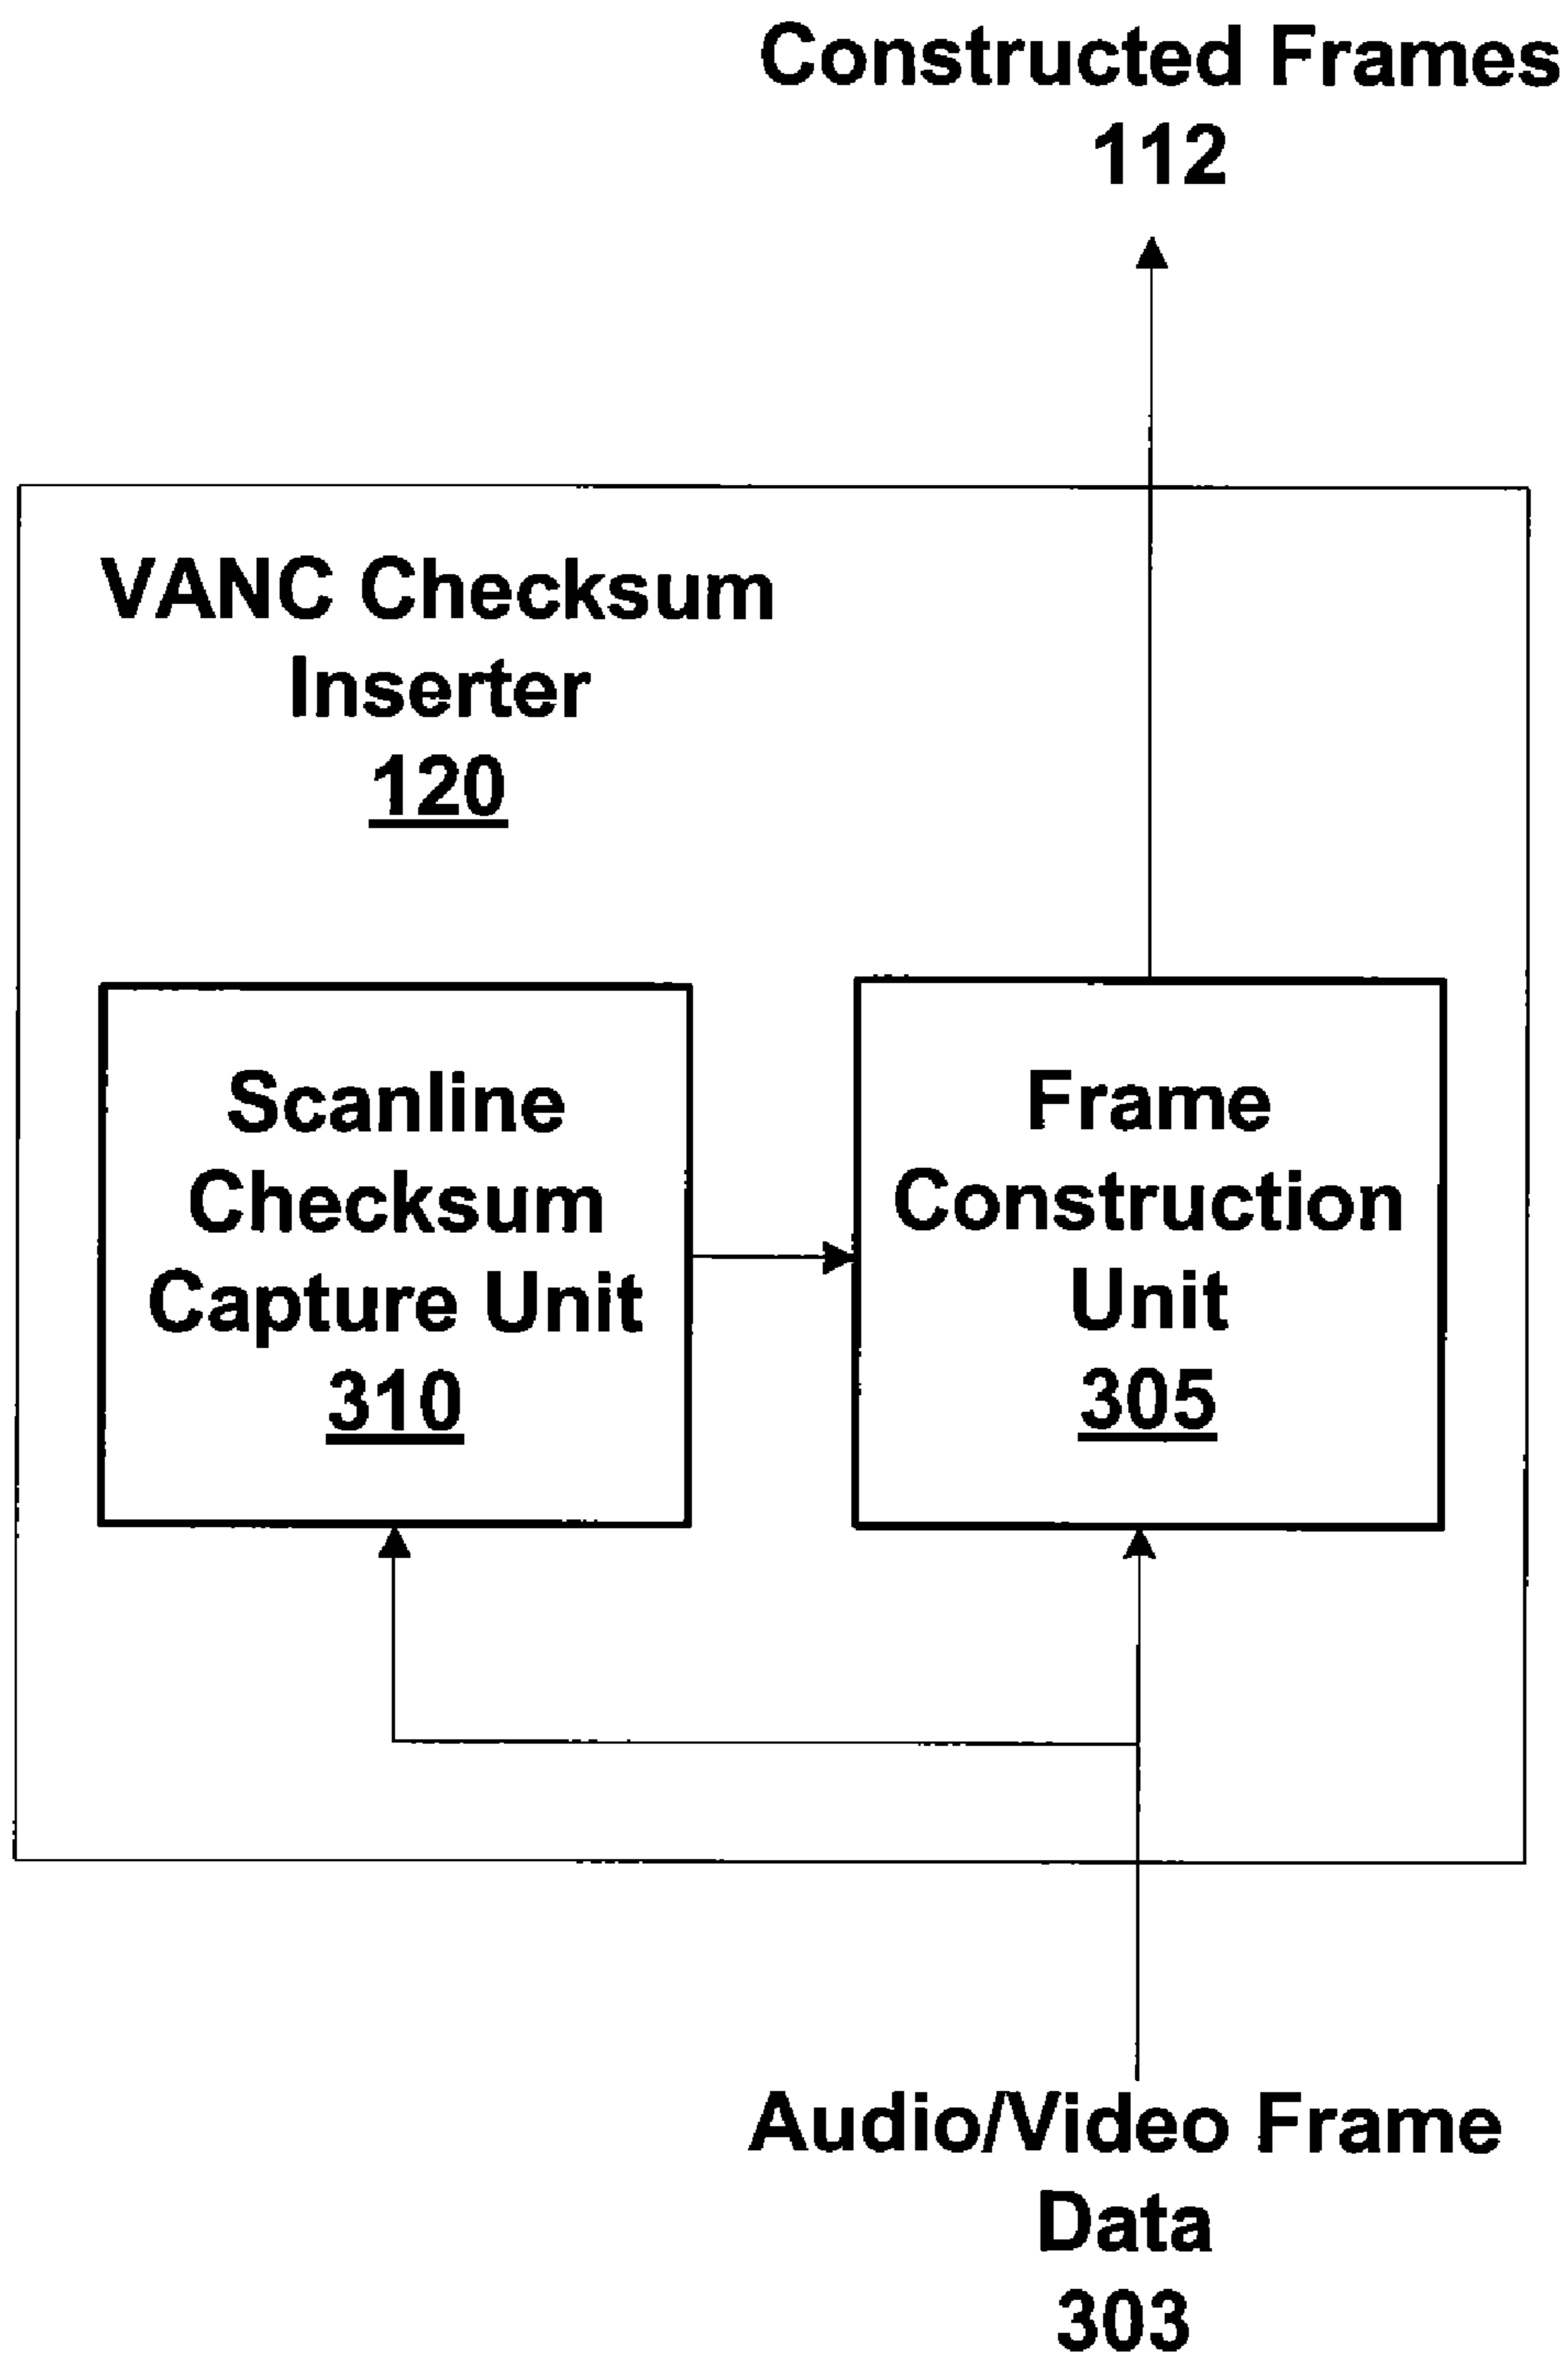 Constructed Frames
112
VANC Checksum
Inserter
120
Scanline
Checksum
Capture Unit
310
Frame
Construction
Unit
305
Audio/Video Frame
Data
303